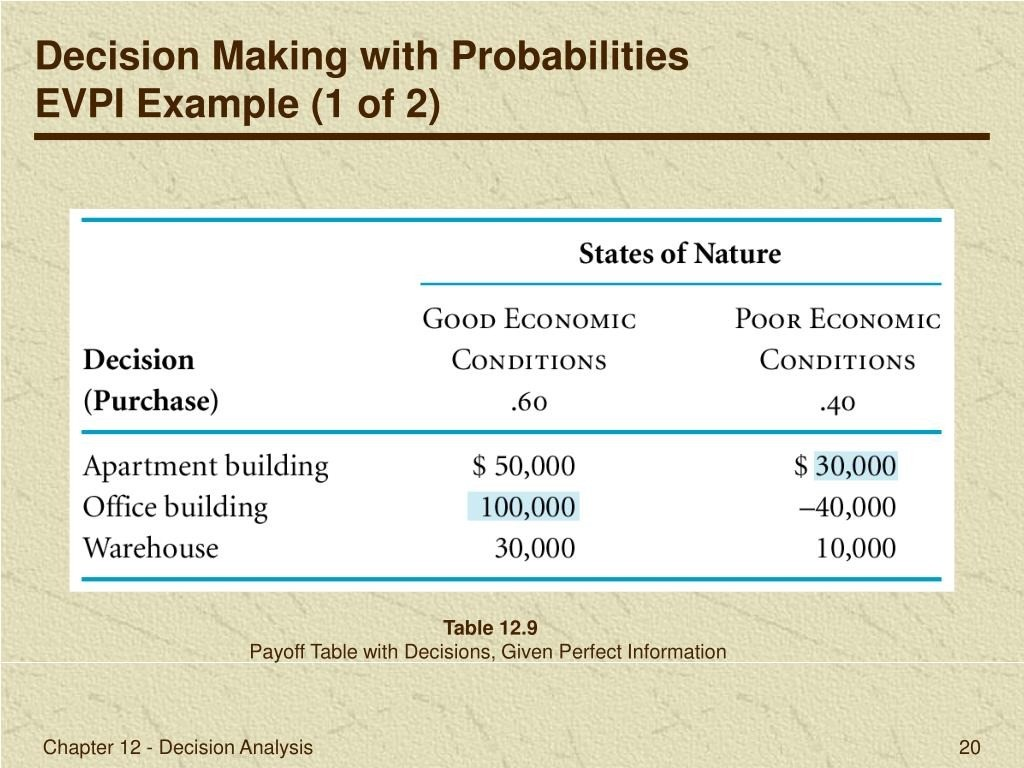 Decision Making with Probabilities
EVPI Example (1 of 2)
States of Nature
Good Economic Poor Economic
Decision Conditions Conditions
(Purchase) .60 .40
Apartment building $ 50,000 $ 30,000
Office building 100,000 –40,000
Warehouse 30,000 10,000
Table 12.9
Payoff Table with Decisions, Given Perfect Information
Chapter 12 - Decision Analysis 20